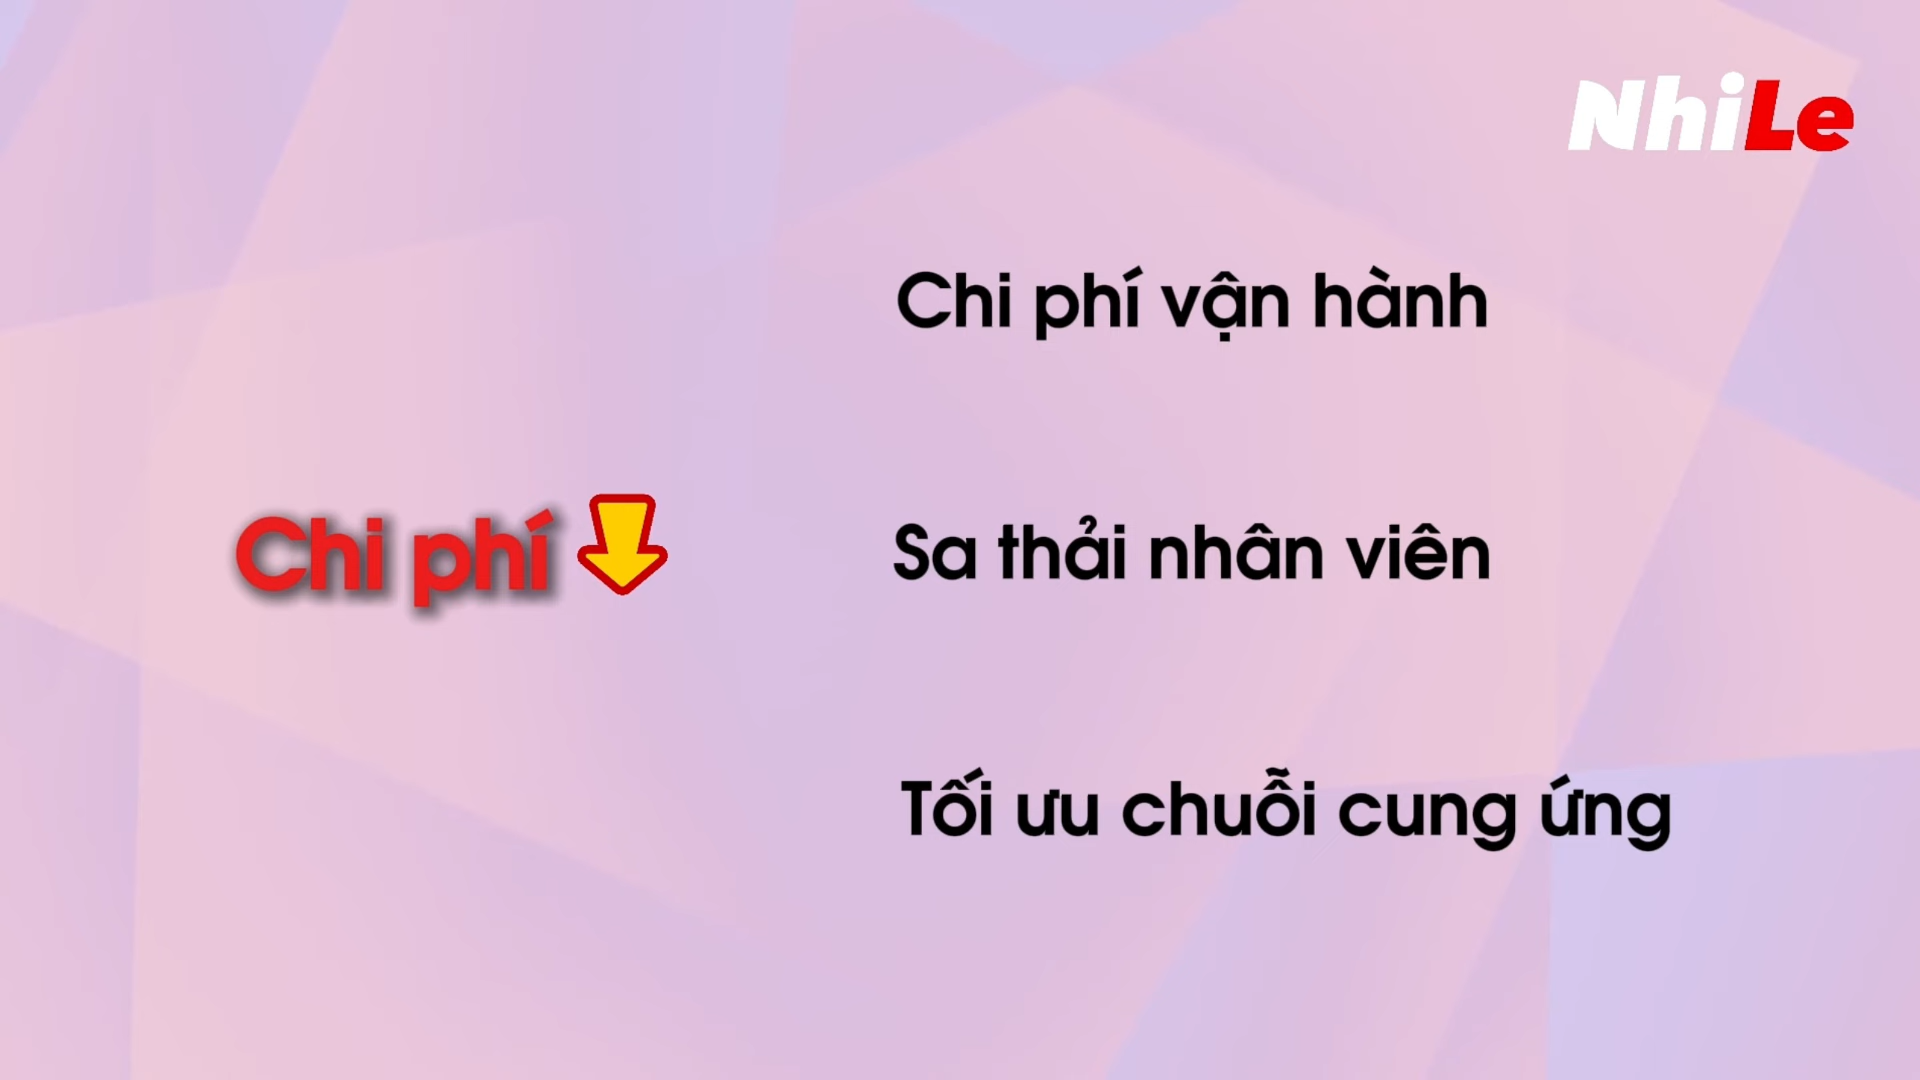 NhiLe
Chi phí vận hành
Chi phí
Sa thải nhân viên
Tối ưu chuỗi cung ứng